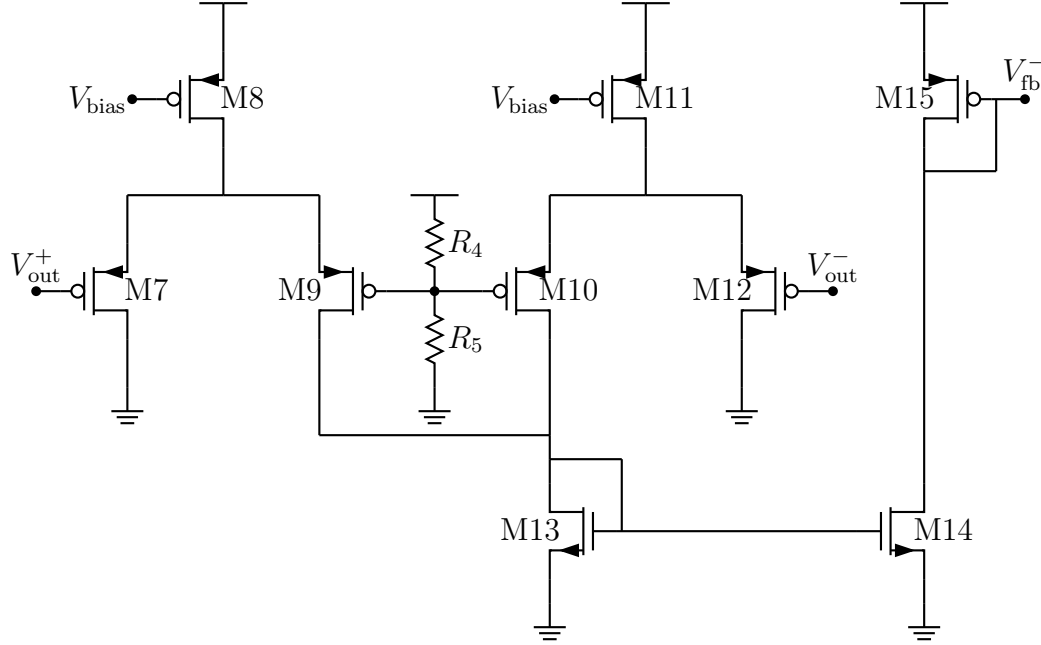 V_bias
M8
V_bias
M11
M15
V_fb^-
V_out^+
M7
M9
R_4
R_5
M10
M12
V_out^-
M13
M14